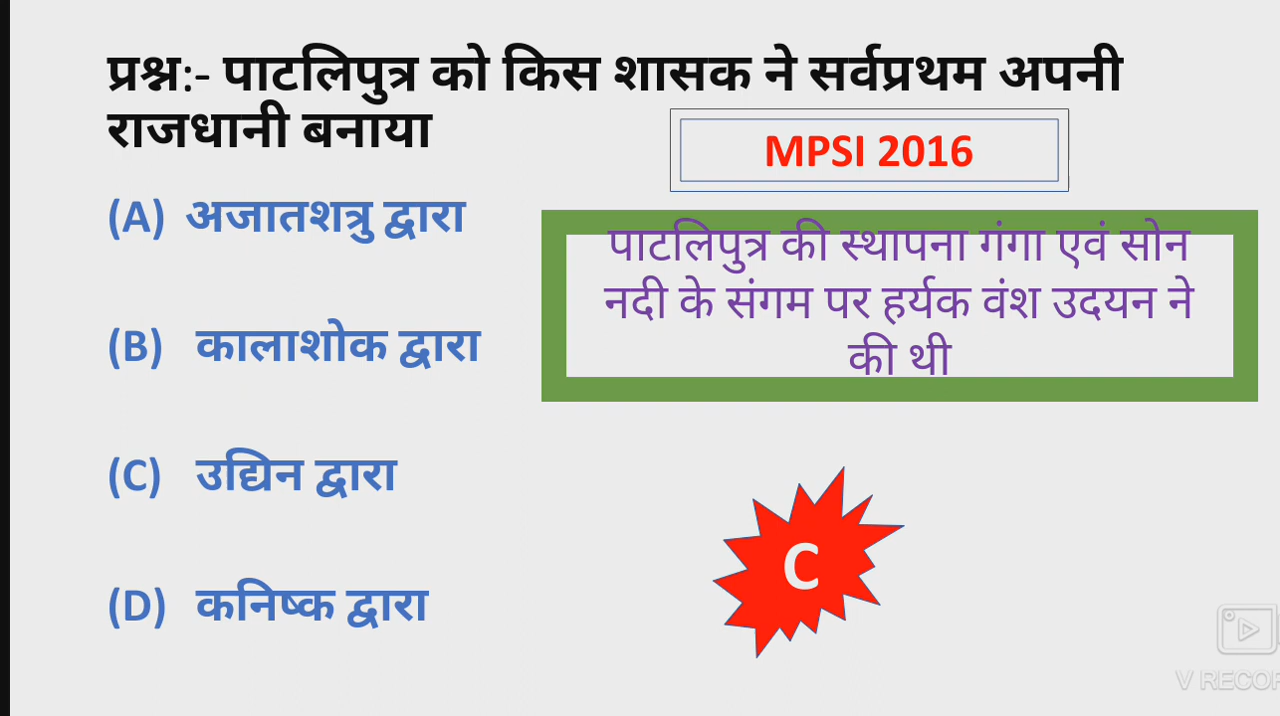 प्रश्न:- पाटलिपुत्र को किस शासक ने सर्वप्रथम अपनी
राजधानी बनाया
MPSI 2016
(A) अजातशत्रु द्वारा
पाटलिपुत्र की स्थापना गंगा एवं सोन
नदी के संगम पर हर्यक वंश उदयन ने
की थी
(B) कालाशोक द्वारा
(C) उद्यिन द्वारा
C
(D) कनिष्क द्वारा
V RECOR